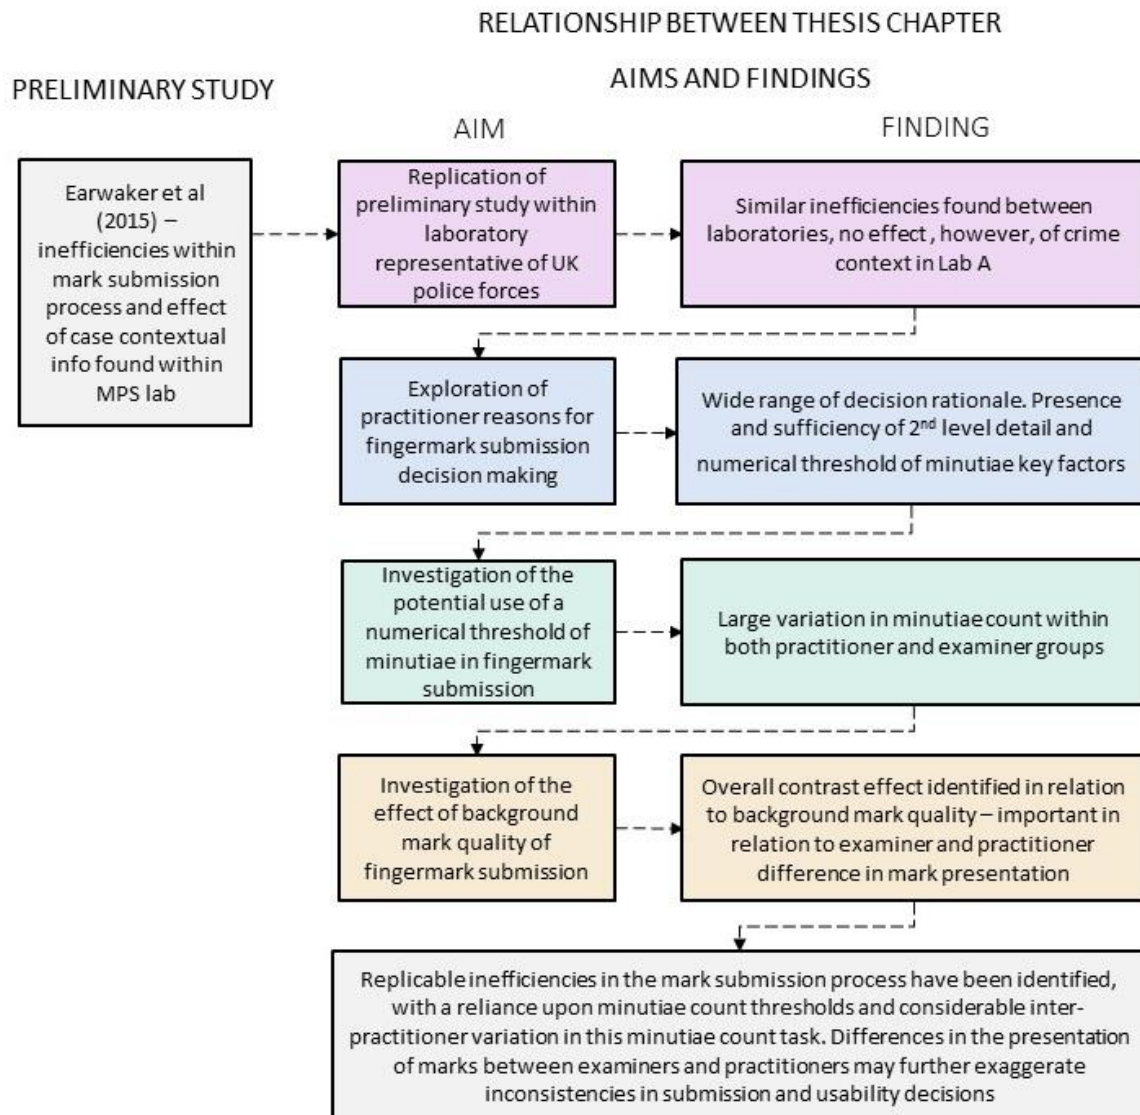 RELATIONSHIP BETWEEN THESIS CHAPTER
AIMS AND FINDINGS
PRELIMINARY STUDY
AIM
FINDING
Earwaker et al
(2015) –
inefficiencies within
mark submission
process and effect
of case contextual
info found within
MPS lab
Replication of
preliminary study within
laboratory
representative of UK
police forces
Similar inefficiencies found between
laboratories, no effect , however, of crime
context in Lab A
Exploration of
practitioner reasons for
fingermark submission
decision making
Wide range of decision rationale. Presence
and sufficiency of 2nd level detail and
numerical threshold of minutiae key factors
Investigation of the
potential use of a
numerical threshold of
minutiae in fingermark
submission
Large variation in minutiae count within
both practitioner and examiner groups
Investigation of the
effect of background
mark quality of
fingermark submission
Overall contrast effect identified in relation
to background mark quality – important in
relation to examiner and practitioner
difference in mark presentation
Replicable inefficiencies in the mark submission process have been identified,
with a reliance upon minutiae count thresholds and considerable inter-
practitioner variation in this minutiae count task. Differences in the presentation
of marks between examiners and practitioners may further exaggerate
inconsistencies in submission and usability decisions